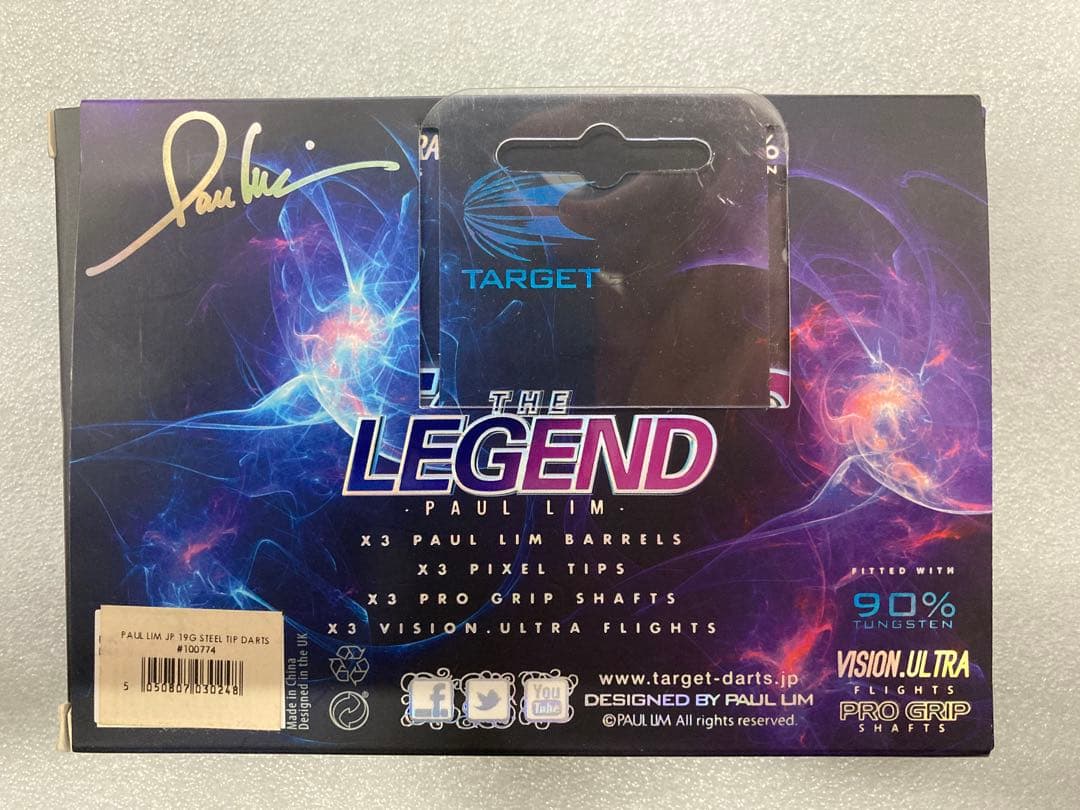 Paul Lim
RA
TARGET
THE
LEGEND
· PAUL LIM ·
X3 PAUL LIM BARRELS
X3 PIXEL TIPS
X3 PRO GRIP SHAFTS
X3 VISION.ULTRA FLIGHTS
FITTED WITH
90%
TUNGSTEN
VISION.ULTRA
FLIGHTS
PRO GRIP
SHAFTS
PAUL LIM JP 19G STEEL TIP DARTS
#100774
5 050807 030248
Made in China
Designed in the UK
f
You
Tube
www.target-darts.jp
DESIGNED BY PAUL LIM
©PAUL LIM All rights reserved.